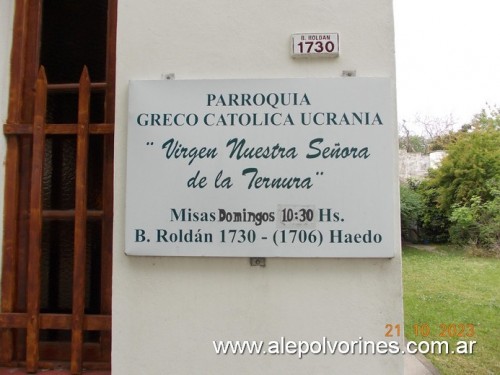 B. ROLDAN
1730
PARROQUIA
GRECO CATOLICA UCRANIA
¨ Virgen Nuestra Señora
de la Ternura¨
Misas Domingos 10:30 Hs.
B. Roldán 1730 - (1706) Haedo
21 10 2023
www.alepolvorines.com.ar